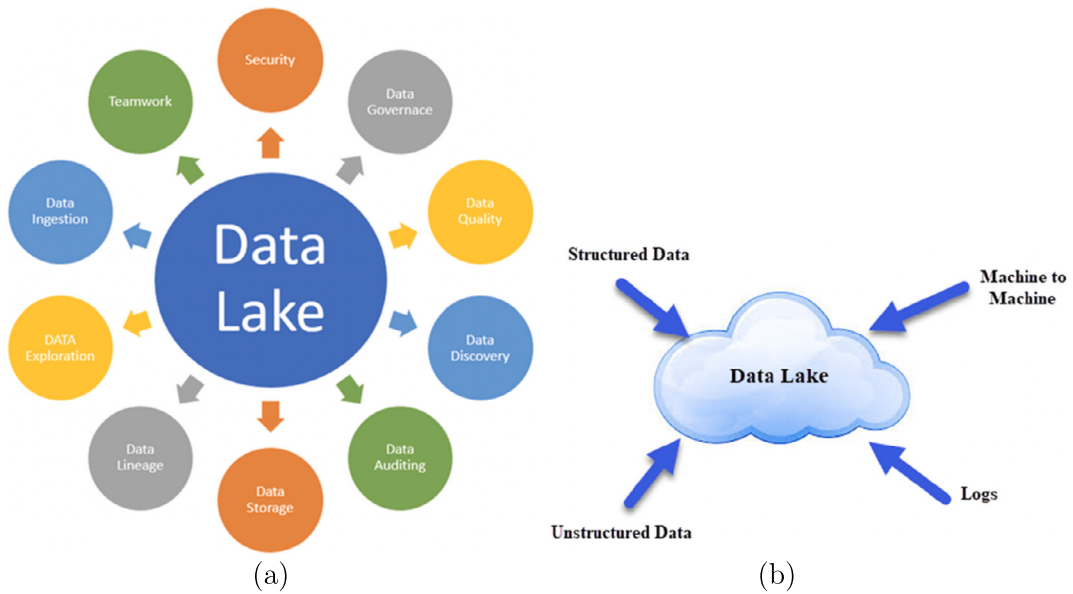 Data
Lake
Security
Data
Governace
Data
Quality
Data
Discovery
Data
Auditing
Data
Storage
Data
Lineage
DATA
Exploration
Data
Ingestion
Teamwork
(a)
Structured Data
Machine to
Machine
Data Lake
Unstructured Data
Logs
(b)